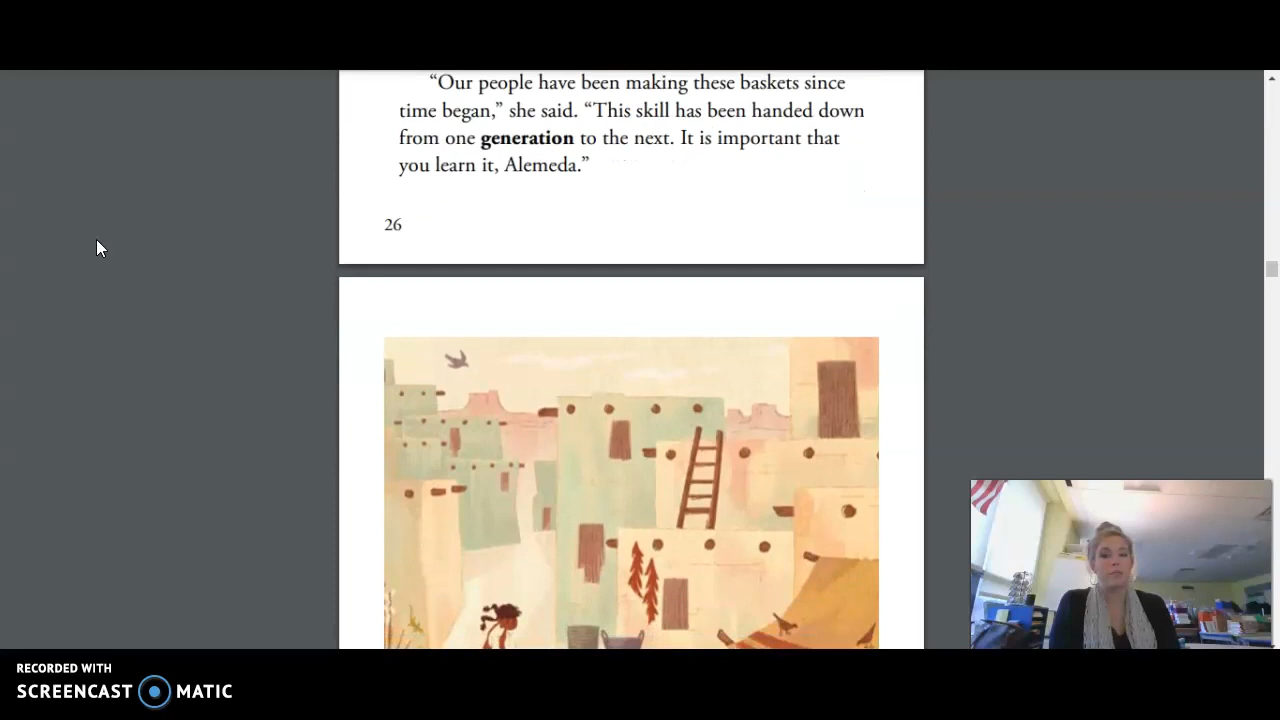 “Our people have been making these baskets since
time began,” she said. “This skill has been handed down
from one generation to the next. It is important that
you learn it, Alemeda.”
26
RECORDED WITH
SCREENCAST MATIC